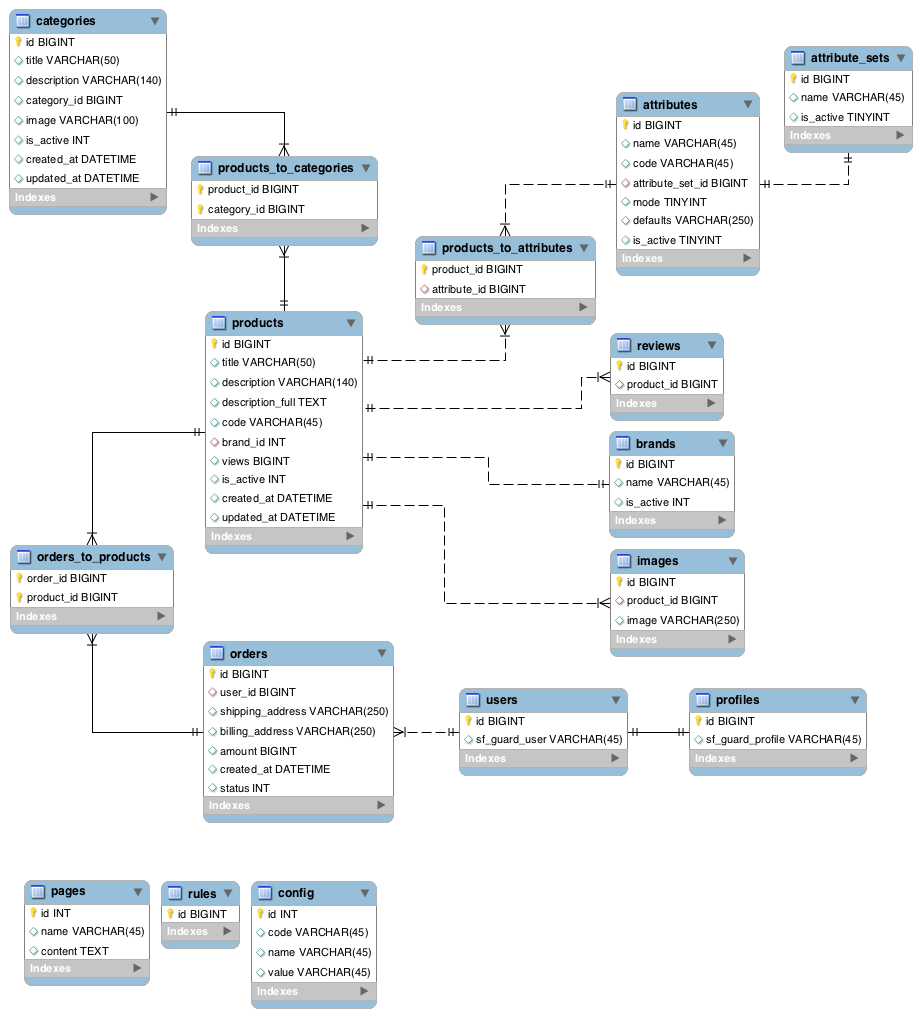 categories
id BIGINT
title VARCHAR(50)
description VARCHAR(140)
category_id BIGINT
image VARCHAR(100)
is_active INT
created_at DATETIME
updated_at DATETIME
Indexes
products_to_categories
product_id BIGINT
category_id BIGINT
Indexes
attribute_sets
id BIGINT
name VARCHAR(45)
is_active TINYINT
Indexes
attributes
id BIGINT
name VARCHAR(45)
code VARCHAR(45)
attribute_set_id BIGINT
mode TINYINT
defaults VARCHAR(250)
is_active TINYINT
Indexes
products_to_attributes
product_id BIGINT
attribute_id BIGINT
Indexes
products
id BIGINT
title VARCHAR(50)
description VARCHAR(140)
description_full TEXT
code VARCHAR(45)
brand_id INT
views BIGINT
is_active INT
created_at DATETIME
updated_at DATETIME
Indexes
reviews
id BIGINT
product_id BIGINT
Indexes
brands
id BIGINT
name VARCHAR(45)
is_active INT
Indexes
images
id BIGINT
product_id BIGINT
image VARCHAR(250)
Indexes
orders_to_products
order_id BIGINT
product_id BIGINT
Indexes
orders
id BIGINT
user_id BIGINT
shipping_address VARCHAR(250)
billing_address VARCHAR(250)
amount BIGINT
created_at DATETIME
status INT
Indexes
users
id BIGINT
sf_guard_user VARCHAR(45)
Indexes
profiles
id BIGINT
sf_guard_profile VARCHAR(45)
Indexes
pages
id INT
name VARCHAR(45)
content TEXT
Indexes
rules
id BIGINT
Indexes
config
id INT
code VARCHAR(45)
name VARCHAR(45)
value VARCHAR(45)
Indexes